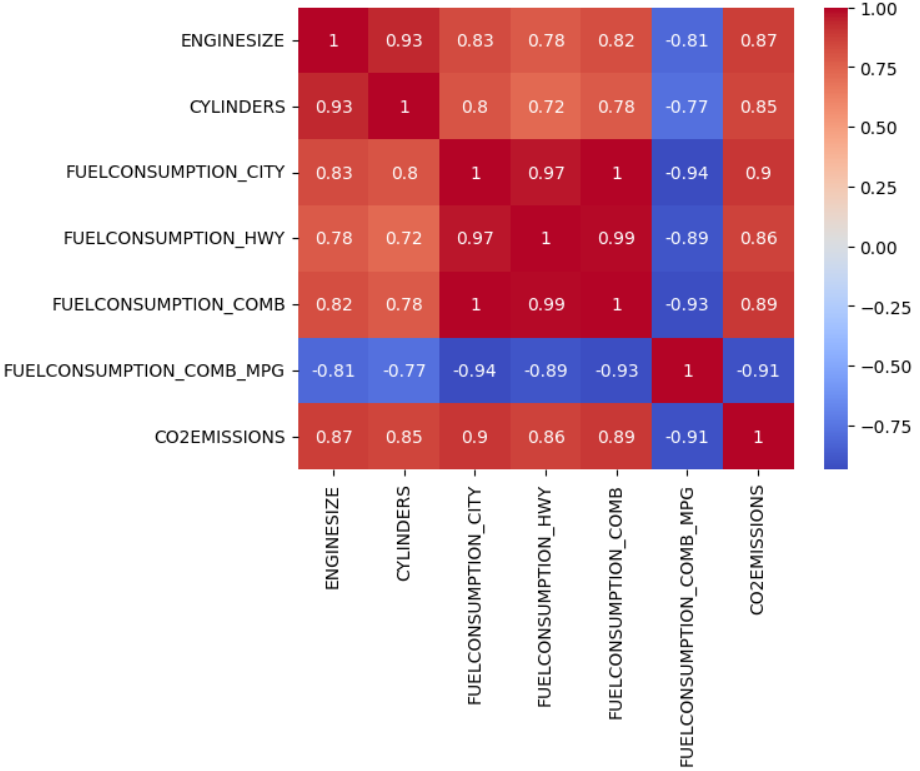 ENGINESIZE 1 0.93 0.83 0.78 0.82 -0.81 0.87
CYLINDERS 0.93 1 0.8 0.72 0.78 -0.77 0.85
FUELCONSUMPTION_CITY 0.83 0.8 1 0.97 1 -0.94 0.9
FUELCONSUMPTION_HWY 0.78 0.72 0.97 1 0.99 -0.89 0.86
FUELCONSUMPTION_COMB 0.82 0.78 1 0.99 1 -0.93 0.89
FUELCONSUMPTION_COMB_MPG -0.81 -0.77 -0.94 -0.89 -0.93 1 -0.91
CO2EMISSIONS 0.87 0.85 0.9 0.86 0.89 -0.91 1
ENGINESIZE
CYLINDERS
FUELCONSUMPTION_CITY
FUELCONSUMPTION_HWY
FUELCONSUMPTION_COMB
FUELCONSUMPTION_COMB_MPG
CO2EMISSIONS
1.00
0.75
0.50
0.25
0.00
−0.25
−0.50
−0.75